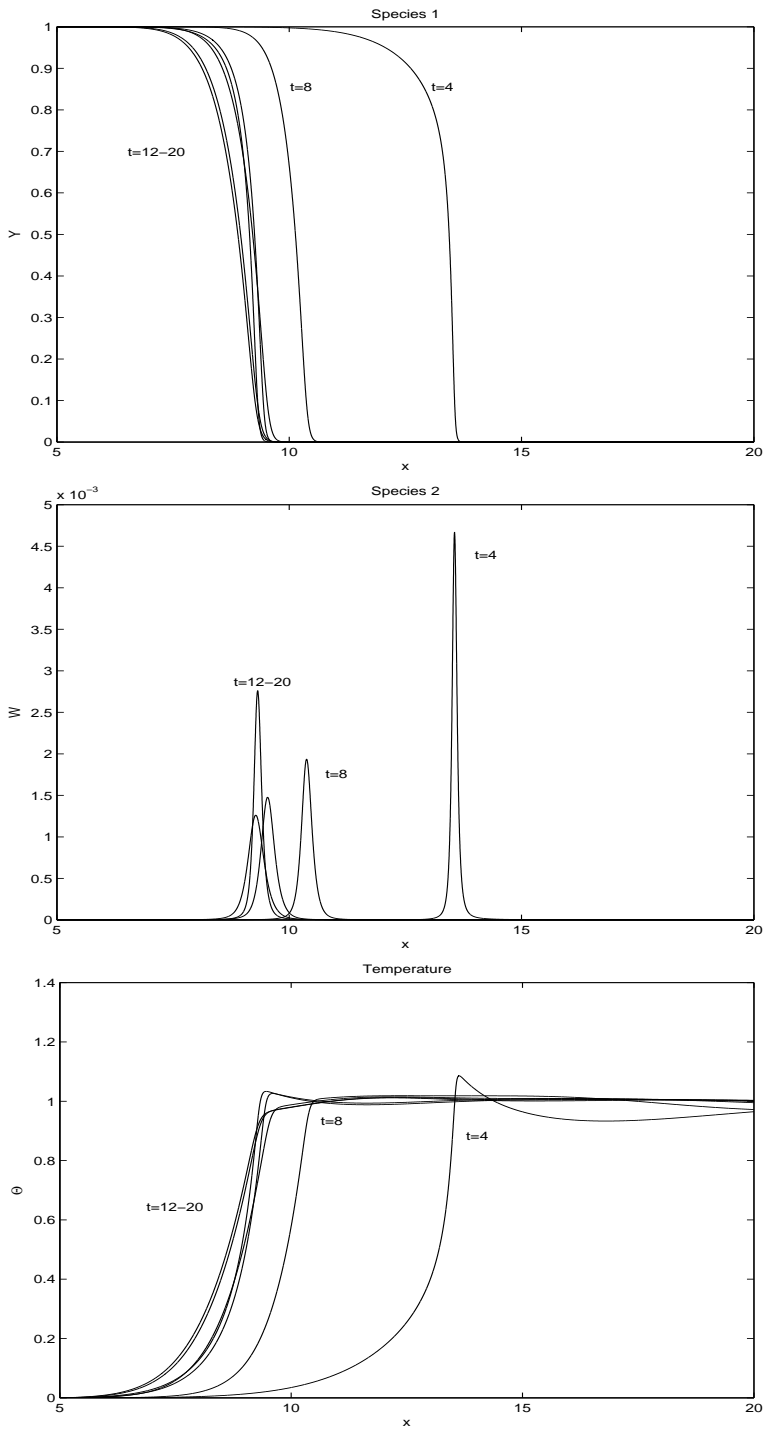 Species 1
1
0.9
0.8
0.7
0.6
0.5
0.4
0.3
0.2
0.1
0
Y
t=8
t=4
t=12−20
5
10
15
20
x
Species 2
x 10−3
5
4.5
4
3.5
3
2.5
2
1.5
1
0.5
0
W
t=4
t=12−20
t=8
5
10
15
20
x
Temperature
1.4
1.2
1
0.8
0.6
0.4
0.2
0
Θ
t=8
t=4
t=12−20
5
10
15
20
x